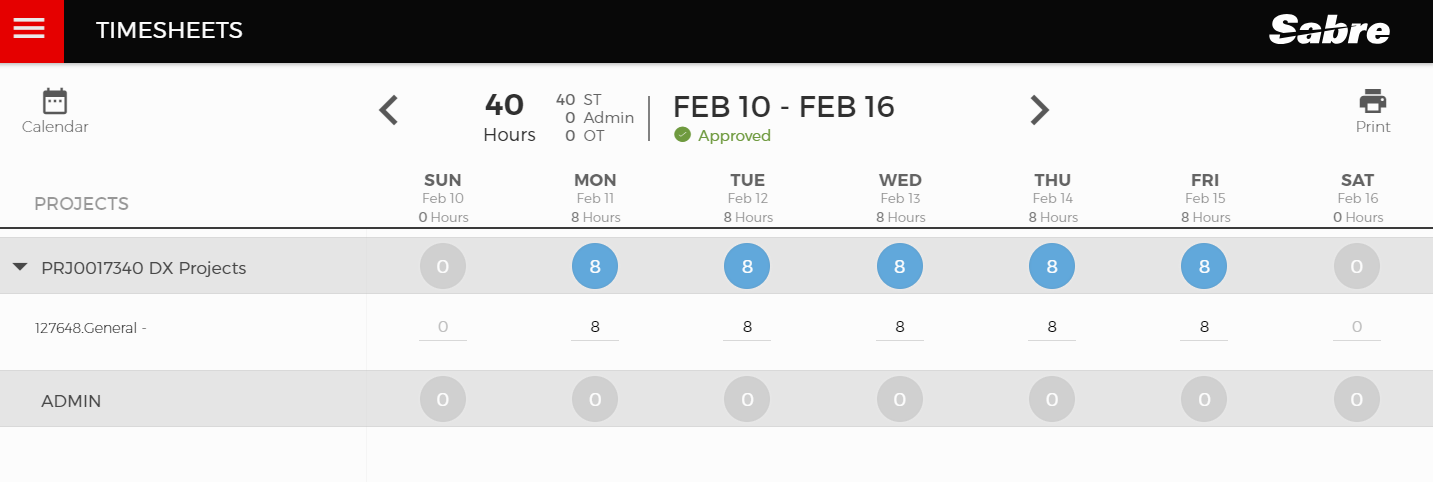 TIMESHEETS
Sabre
Calendar
40
Hours
40 ST
0 Admin
0 OT
FEB 10 - FEB 16
Approved
Print
PROJECTS
SUN MON TUE WED THU FRI SAT
Feb 10 Feb 11 Feb 12 Feb 13 Feb 14 Feb 15 Feb 16
0 Hours 8 Hours 8 Hours 8 Hours 8 Hours 8 Hours 0 Hours
PRJ0017340 DX Projects 0 8 8 8 8 8 0
127648.General - 0 8 8 8 8 8 0
ADMIN 0 0 0 0 0 0 0